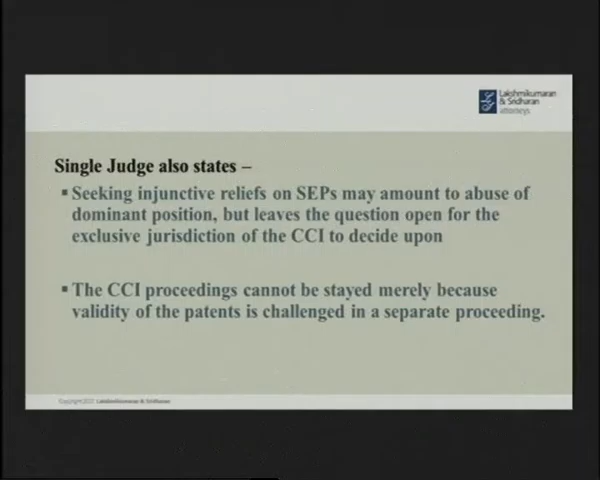 Lakshmikumaran
& Sridharan
attorneys
Single Judge also states –
▪ Seeking injunctive reliefs on SEPs may amount to abuse of
dominant position, but leaves the question open for the
exclusive jurisdiction of the CCI to decide upon
▪ The CCI proceedings cannot be stayed merely because
validity of the patents is challenged in a separate proceeding.
Lakshmikumaran & Sridharan